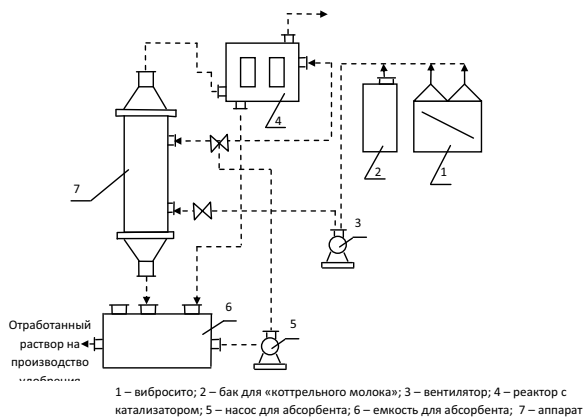 4
7
2
1
3
6
5
Отработанный
раствор на
производство
удобрения
1 – вибросито; 2 – бак для «коттрельного молока»; 3 – вентилятор; 4 – реактор с
катализатором; 5 – насос для абсорбента; 6 – емкость для абсорбента; 7 – аппарат